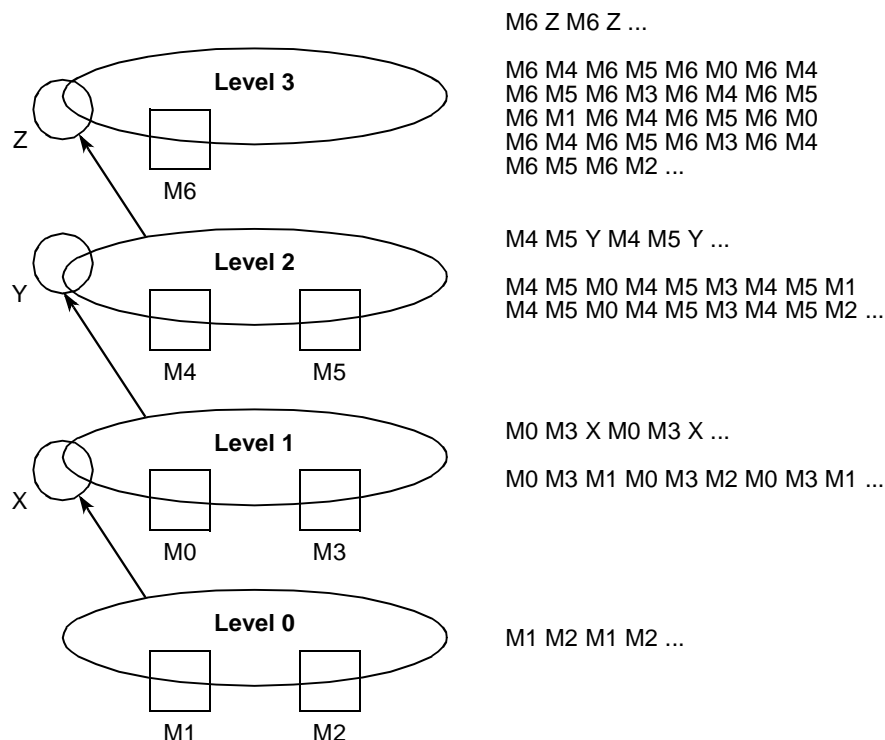 M6 Z M6 Z ...
Level 3
M6 M4 M6 M5 M6 M0 M6 M4
M6 M5 M6 M3 M6 M4 M6 M5
M6 M1 M6 M4 M6 M5 M6 M0
M6 M4 M6 M5 M6 M3 M6 M4
M6 M5 M6 M2 ...
Z
M6
M4 M5 Y M4 M5 Y ...
Level 2
Y
M4 M5 M0 M4 M5 M3 M4 M5 M1
M4 M5 M0 M4 M5 M3 M4 M5 M2 ...
M4
M5
M0 M3 X M0 M3 X ...
Level 1
M0 M3 M1 M0 M3 M2 M0 M3 M1 ...
X
M0
M3
Level 0
M1 M2 M1 M2 ...
M1
M2